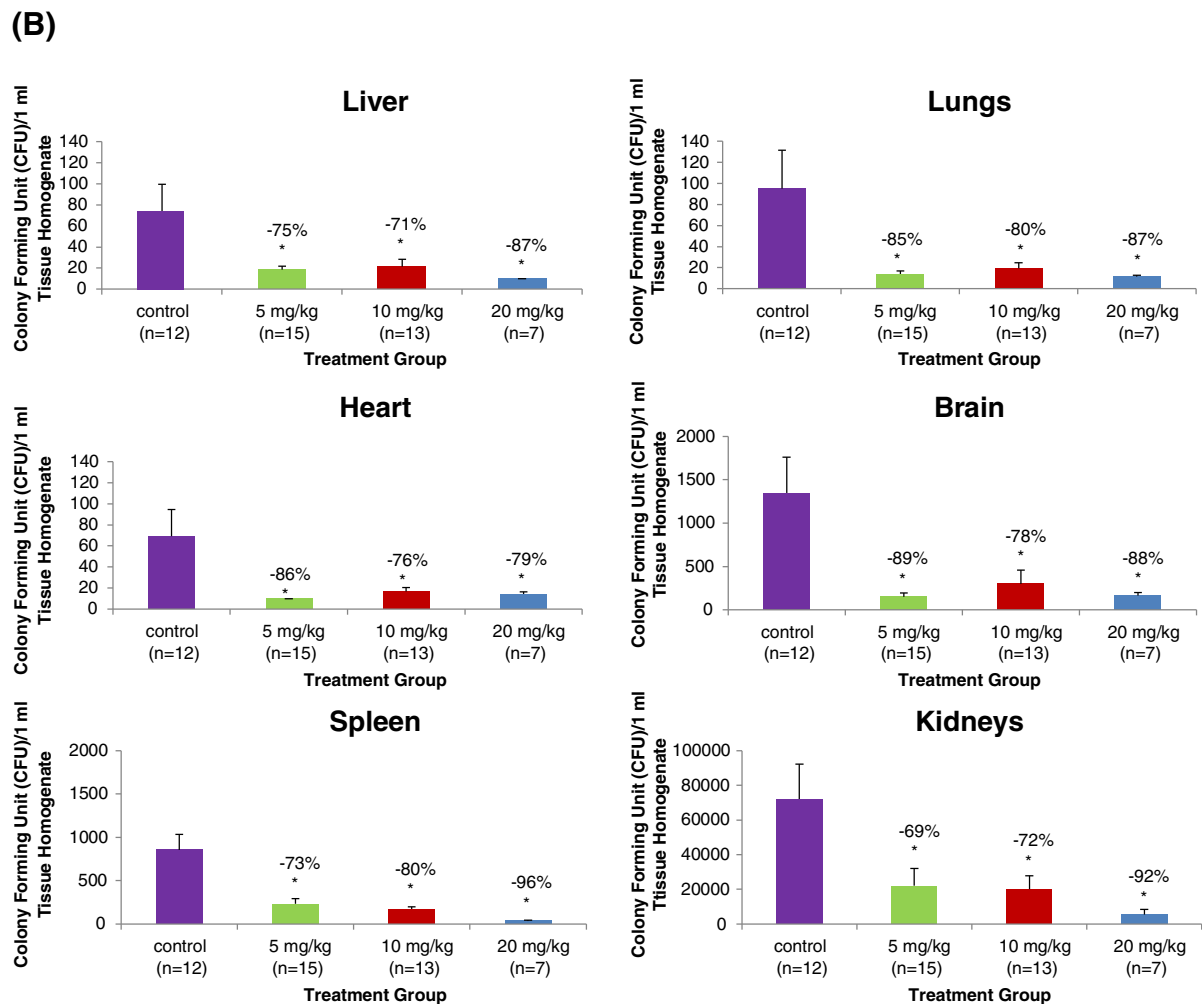 (B)
Liver
Colony Forming Unit (CFU)/1 ml
Tissue Homogenate
140
120
100
80
60
40
20
0
-75%
*
-71%
*
-87%
*
control
5 mg/kg
10 mg/kg
20 mg/kg
(n=12)
(n=15)
(n=13)
(n=7)
Treatment Group
Lungs
Colony Forming Unit (CFU)/1 ml
Tissue Homogenate
140
120
100
80
60
40
20
0
-85%
*
-80%
*
-87%
*
control
5 mg/kg
10 mg/kg
20 mg/kg
(n=12)
(n=15)
(n=13)
(n=7)
Treatment Group
Heart
Colony Forming Unit (CFU)/1 ml
Tissue Homogenate
140
120
100
80
60
40
20
0
-86%
*
-76%
*
-79%
*
control
5 mg/kg
10 mg/kg
20 mg/kg
(n=12)
(n=15)
(n=13)
(n=7)
Treatment Group
Brain
Colony Forming Unit (CFU)/1 ml
Tissue Homogenate
2000
1500
1000
500
0
-89%
*
-78%
*
-88%
*
control
5 mg/kg
10 mg/kg
20 mg/kg
(n=12)
(n=15)
(n=13)
(n=7)
Treatment Group
Spleen
Colony Forming Unit (CFU)/1 ml
Tissue Homogenate
2000
1500
1000
500
0
-73%
*
-80%
*
-96%
*
control
5 mg/kg
10 mg/kg
20 mg/kg
(n=12)
(n=15)
(n=13)
(n=7)
Treatment Group
Kidneys
Colony Forming Unit (CFU)/1 ml
Ttissue Homogenate
100000
80000
60000
40000
20000
0
-69%
*
-72%
*
-92%
*
control
5 mg/kg
10 mg/kg
20 mg/kg
(n=12)
(n=15)
(n=13)
(n=7)
Treatment Group